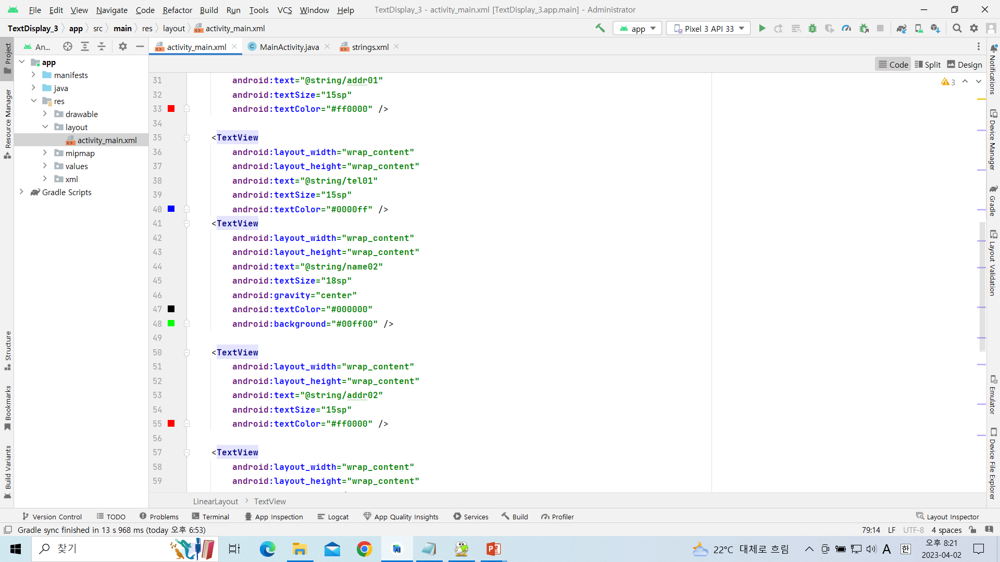 File Edit View Navigate Code Refactor Build Run Tools VCS Window Help TextDisplay_3 - activity_main.xml [TextDisplay_3.app.main] - Administrator
TextDisplay_3 app src main res layout activity_main.xml app Pixel 3 API 33
An... activity_main.xml MainActivity.java strings.xml
Code Split Design
app
manifests
java
res
drawable
layout
activity_main.xml
mipmap
values
xml
Gradle Scripts
Project
Resource Manager
Structure
Bookmarks
Build Variants
3
31 android:text="@string/addr01"
32 android:textSize="15sp"
33 android:textColor="#ff0000" />
34
35 <TextView
36 android:layout_width="wrap_content"
37 android:layout_height="wrap_content"
38 android:text="@string/tel01"
39 android:textSize="15sp"
40 android:textColor="#0000ff" />
41 <TextView
42 android:layout_width="wrap_content"
43 android:layout_height="wrap_content"
44 android:text="@string/name02"
45 android:textSize="18sp"
46 android:gravity="center"
47 android:textColor="#000000"
48 android:background="#00ff00" />
49
50 <TextView
51 android:layout_width="wrap_content"
52 android:layout_height="wrap_content"
53 android:text="@string/addr02"
54 android:textSize="15sp"
55 android:textColor="#ff0000" />
56
57 <TextView
58 android:layout_width="wrap_content"
59 android:layout_height="wrap_content"
Notifications
Device Manager
Gradle
Layout Validation
Emulator
Device File Explorer
LinearLayout TextView
Version Control TODO Problems Terminal App Inspection Logcat App Quality Insights Services Build Profiler Layout Inspector
Gradle sync finished in 13 s 968 ms (today 오후 6:53) 79:14 LF UTF-8 4 spaces
찾기 22°C 대체로 흐림 A 한 오후 8:21
2023-04-02